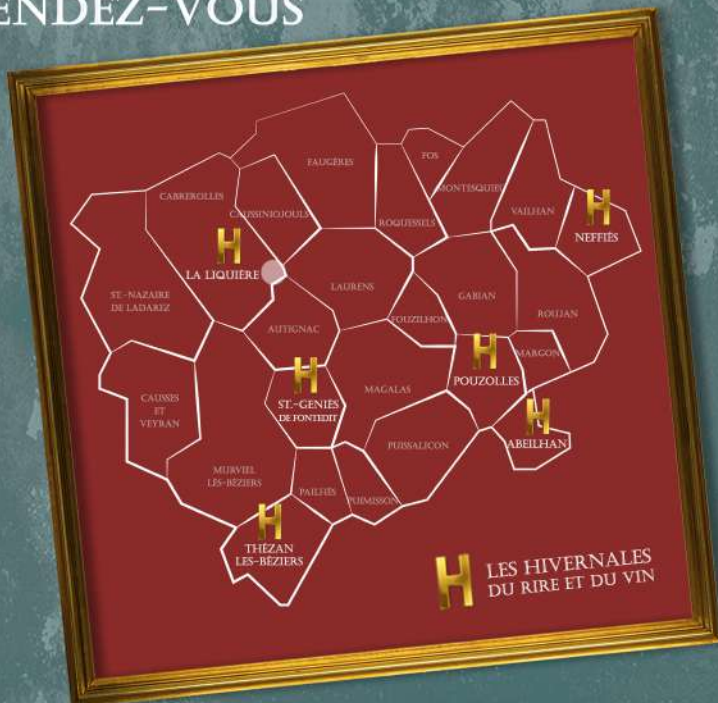 ENDEZ-VOUS
FAUGÈRES
FOS
CABREROLLES
CAUSSINIOJOULS
MONTESQUIEU
ROQUESSELS
VAILHAN
H
NEFFIÈS
H
LA LIQUIÈRE
ST.-NAZAIRE
DE LADAREZ
LAURENS
GABIAN
ROUJAN
AUTIGNAC
FOUZILHON
H
POUZOLLES
MARGON
H
ST.-GENIÈS
DE FONTEDIT
MAGALAS
CAUSSES
ET
VEYRAN
H
ABEILHAN
PUISSALICON
MURVIEL
LÈS-BÉZIERS
PAILHÈS
PUIMISSON
H
THÉZAN
LES-BÉZIERS
H
LES HIVERNALES
DU RIRE ET DU VIN